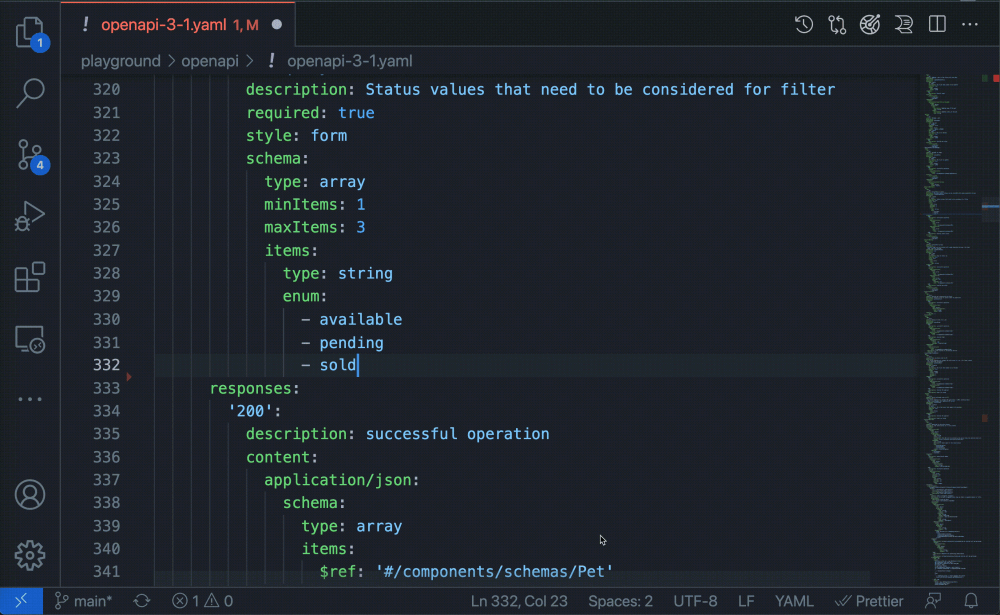 ! openapi-3-1.yaml 1, M ●
1
playground > openapi > ! openapi-3-1.yaml
320 description: Status values that need to be considered for filter
321 required: true
322 style: form
323 schema:
324 type: array
325 minItems: 1
326 maxItems: 3
327 items:
328 type: string
329 enum:
330 - available
331 - pending
332 - sold
333 responses:
334 '200':
335 description: successful operation
336 content:
337 application/json:
338 schema:
339 type: array
340 items:
341 $ref: '#/components/schemas/Pet'
4
main* 1 0 Ln 332, Col 23 Spaces: 2 UTF-8 LF YAML Prettier